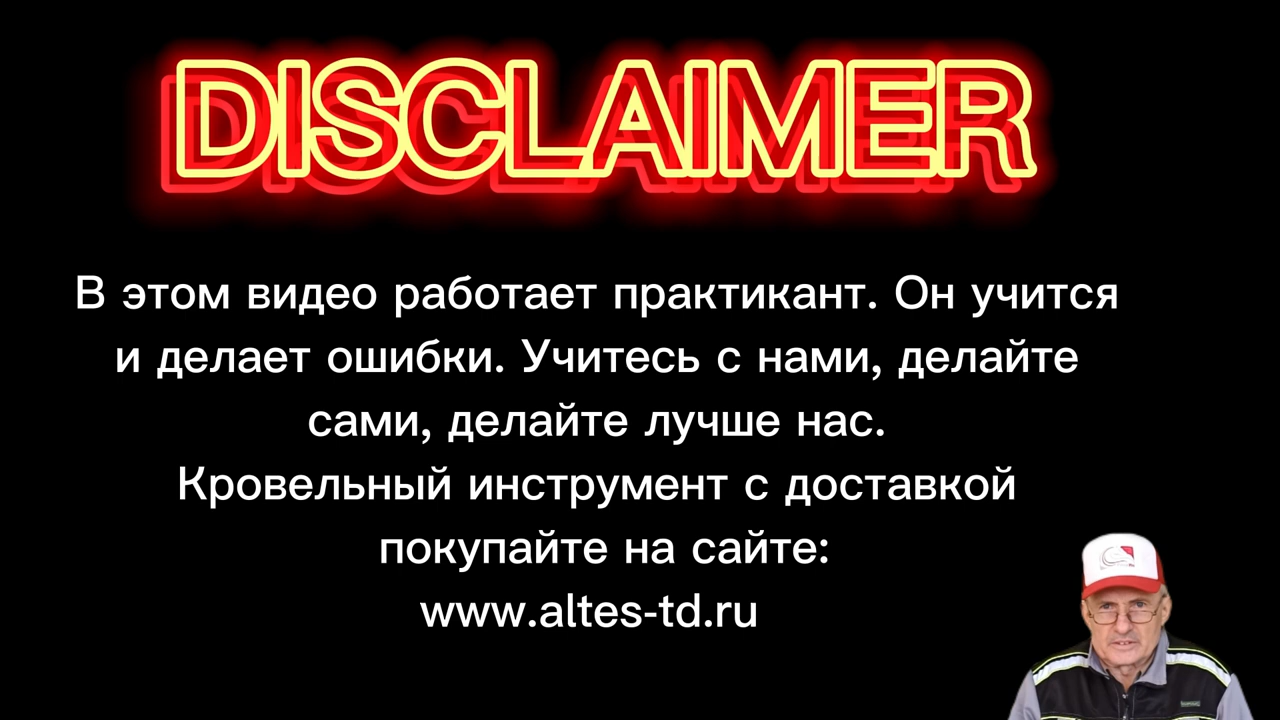 DISCLAIMER
В этом видео работает практикант. Он учится
и делает ошибки. Учитесь с нами, делайте
сами, делайте лучше нас.
Кровельный инструмент с доставкой
покупайте на сайте:
www.altes-td.ru